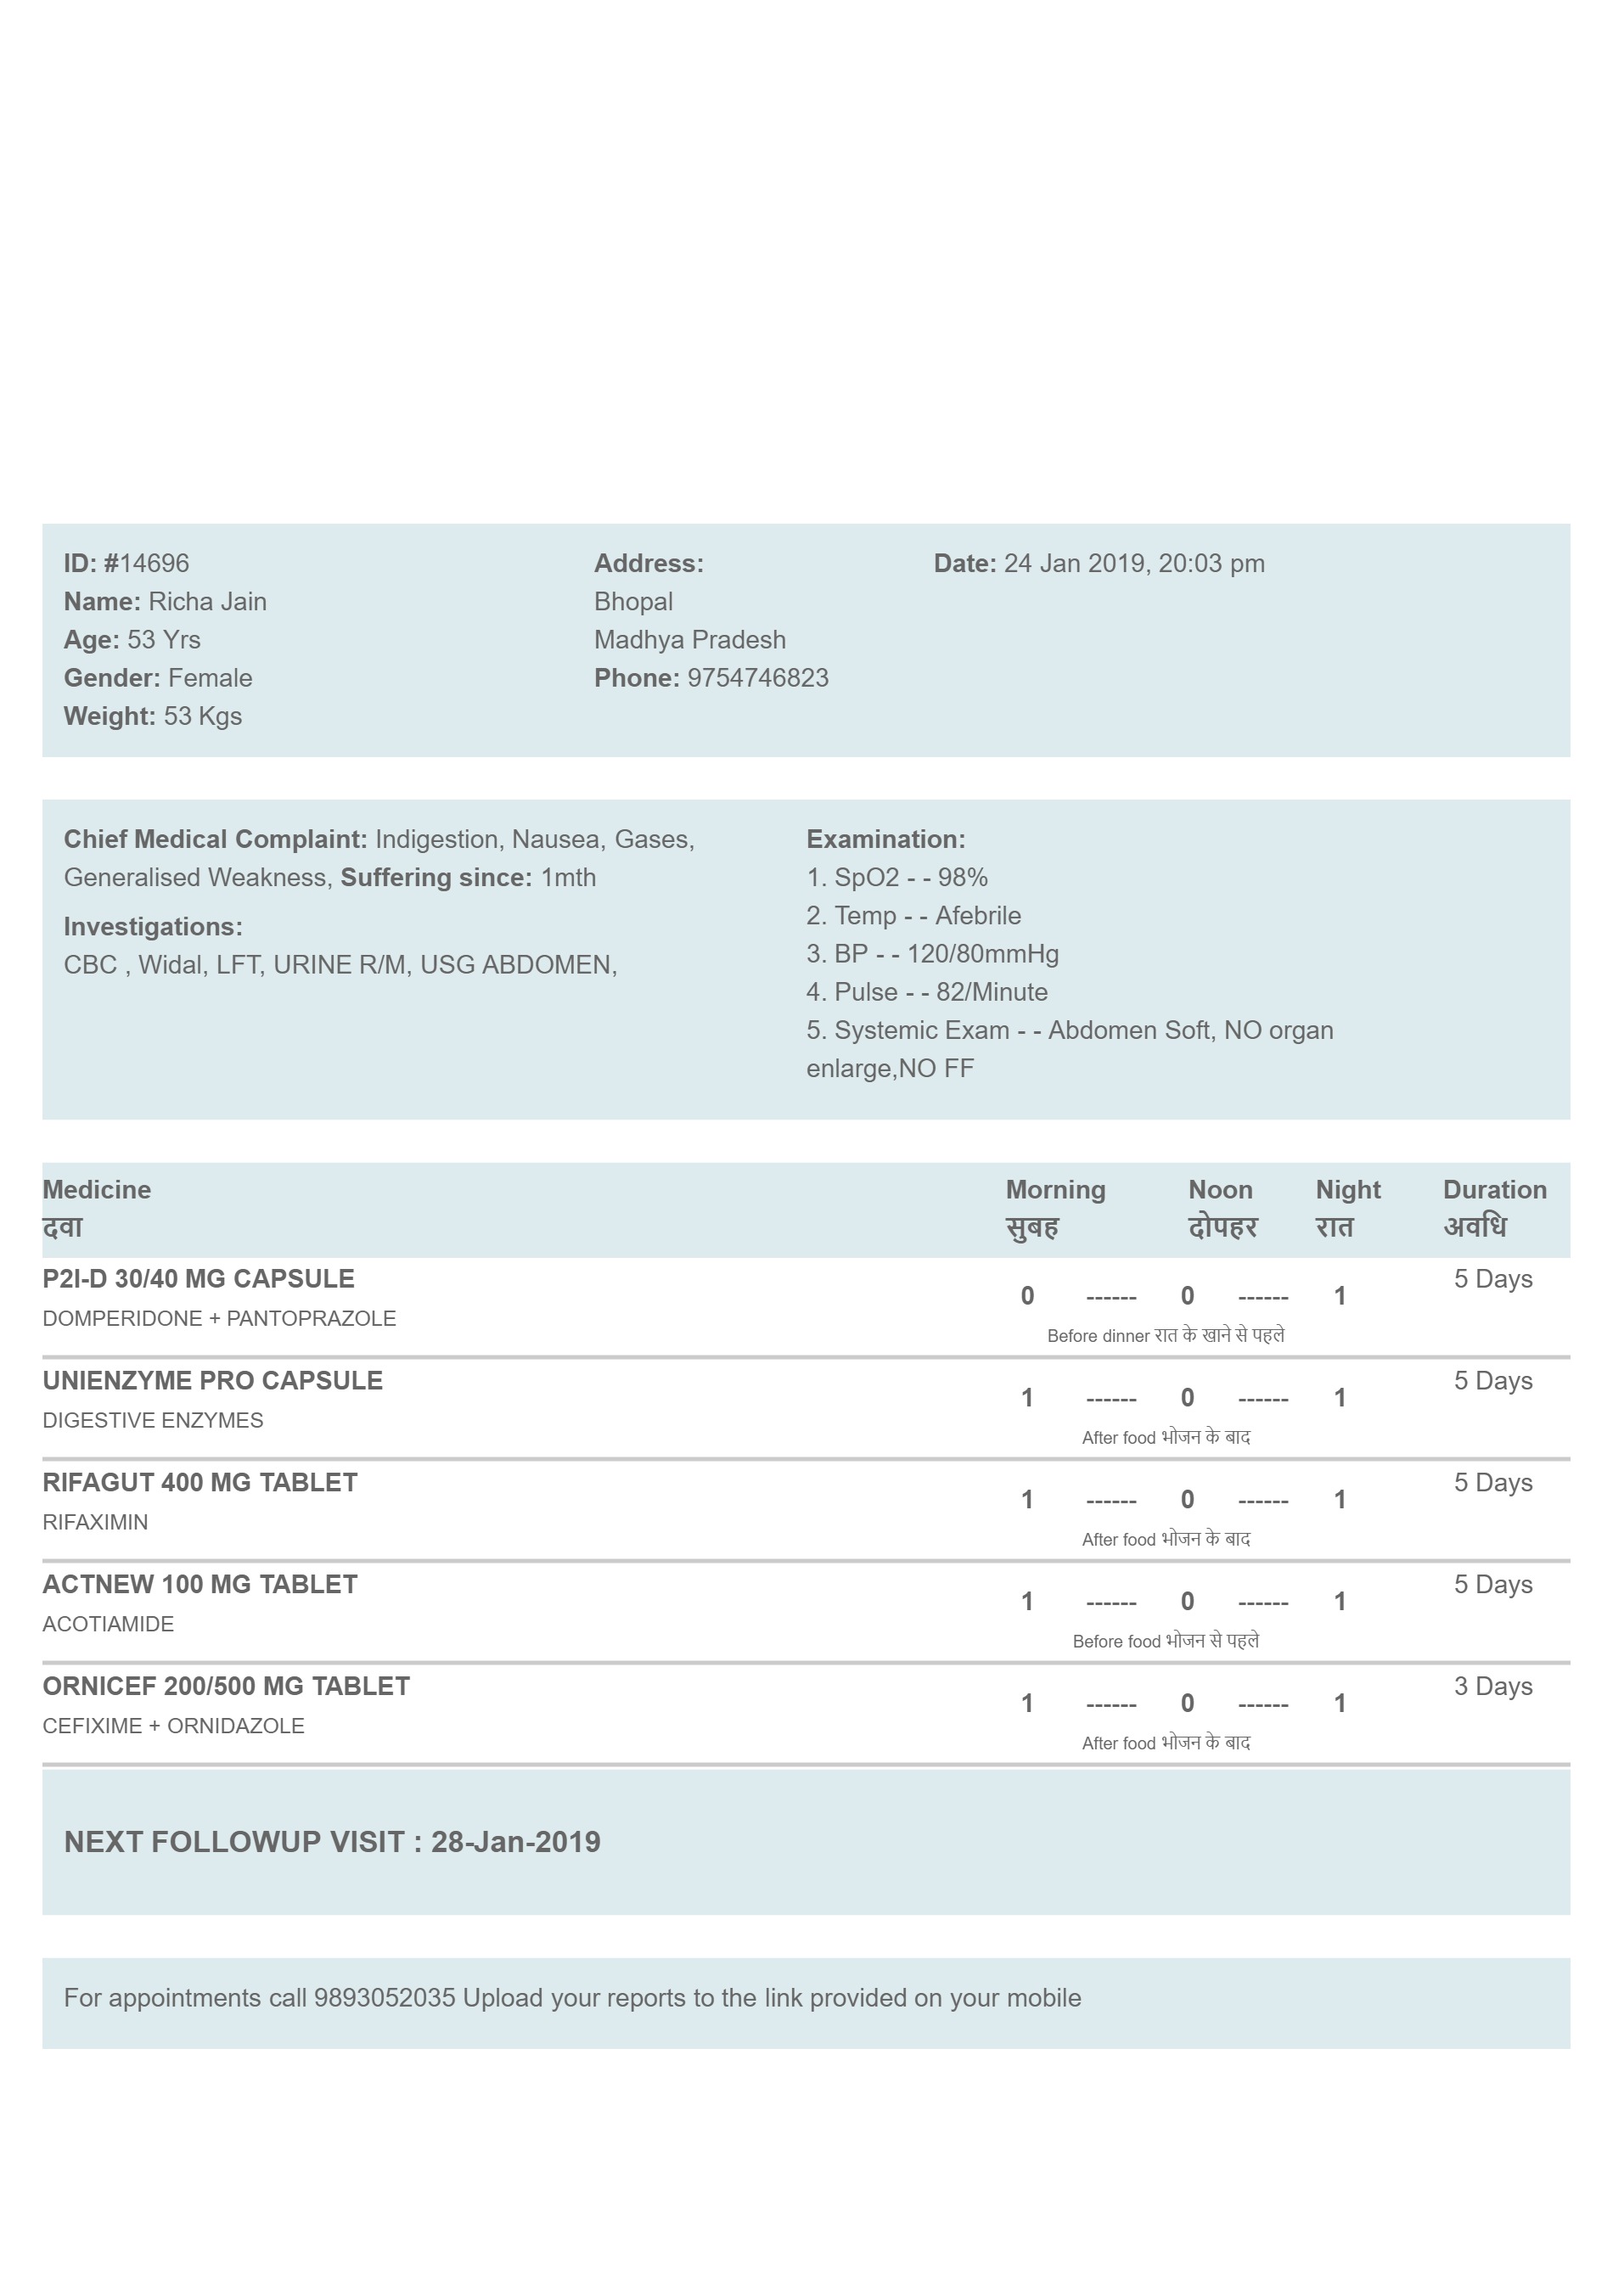 ID: #14696
Name: Richa Jain
Age: 53 Yrs
Gender: Female
Weight: 53 Kgs
Address:
Bhopal
Madhya Pradesh
Phone: 9754746823
Date: 24 Jan 2019, 20:03 pm
Chief Medical Complaint: Indigestion, Nausea, Gases,
Generalised Weakness, Suffering since: 1mth
Investigations:
CBC , Widal, LFT, URINE R/M, USG ABDOMEN,
Examination:
1. SpO2 - - 98%
2. Temp - - Afebrile
3. BP - - 120/80mmHg
4. Pulse - - 82/Minute
5. Systemic Exam - - Abdomen Soft, NO organ
enlarge,NO FF
Medicine Morning Noon Night Duration
दवा सुबह दोपहर रात अवधि
P2I-D 30/40 MG CAPSULE 5 Days
0 ------ 0 ------ 1
DOMPERIDONE + PANTOPRAZOLE
Before dinner रात के खाने से पहले
UNIENZYME PRO CAPSULE 5 Days
1 ------ 0 ------ 1
DIGESTIVE ENZYMES
After food भोजन के बाद
RIFAGUT 400 MG TABLET 5 Days
1 ------ 0 ------ 1
RIFAXIMIN
After food भोजन के बाद
ACTNEW 100 MG TABLET 5 Days
1 ------ 0 ------ 1
ACOTIAMIDE
Before food भोजन से पहले
ORNICEF 200/500 MG TABLET 3 Days
1 ------ 0 ------ 1
CEFIXIME + ORNIDAZOLE
After food भोजन के बाद
NEXT FOLLOWUP VISIT : 28-Jan-2019
For appointments call 9893052035 Upload your reports to the link provided on your mobile